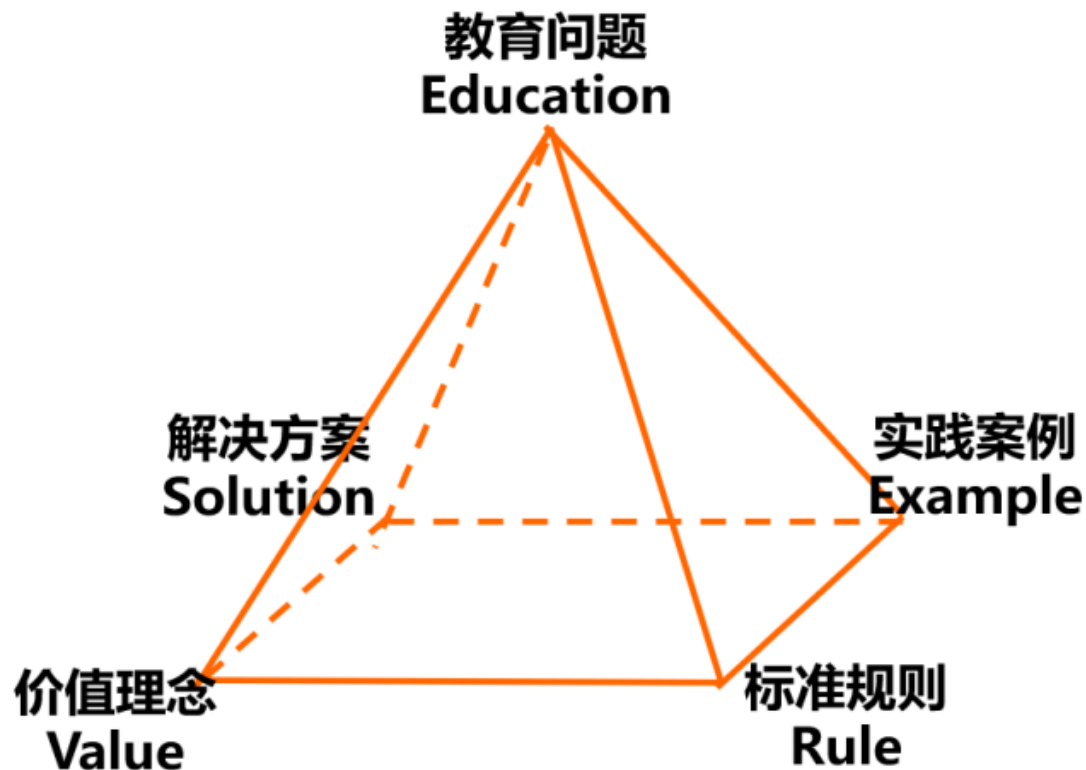 教育问题
Education
解决方案
Solution
实践案例
Example
价值理念
Value
标准规则
Rule